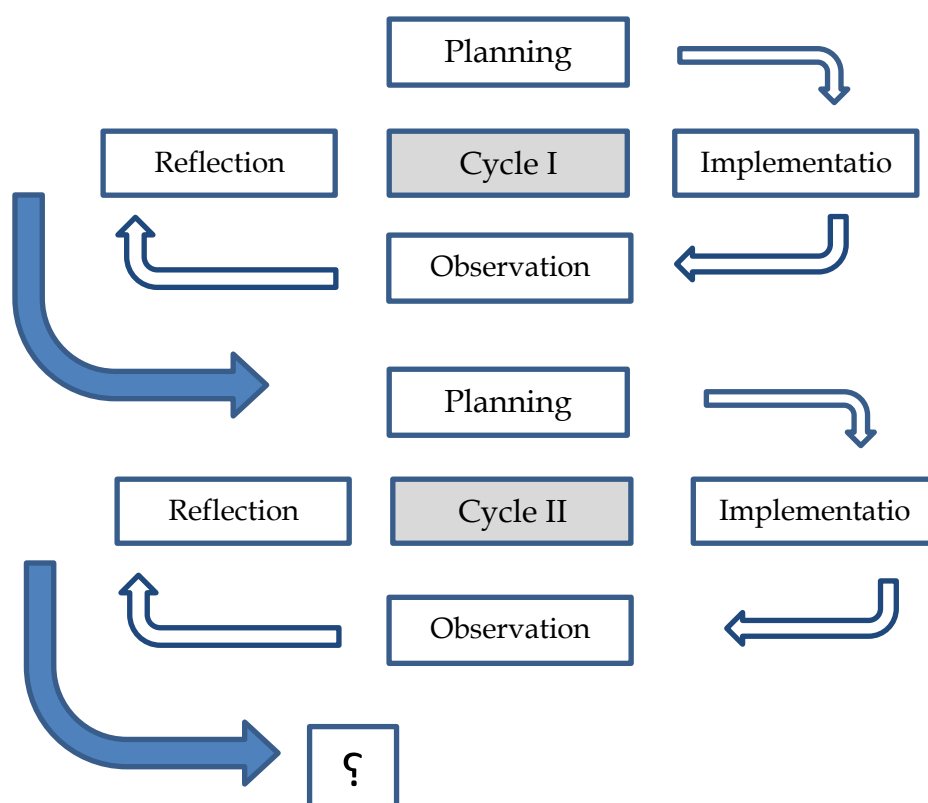 Planning
Reflection
Cycle I
Implementatio
Observation
Planning
Reflection
Cycle II
Implementatio
Observation
؟